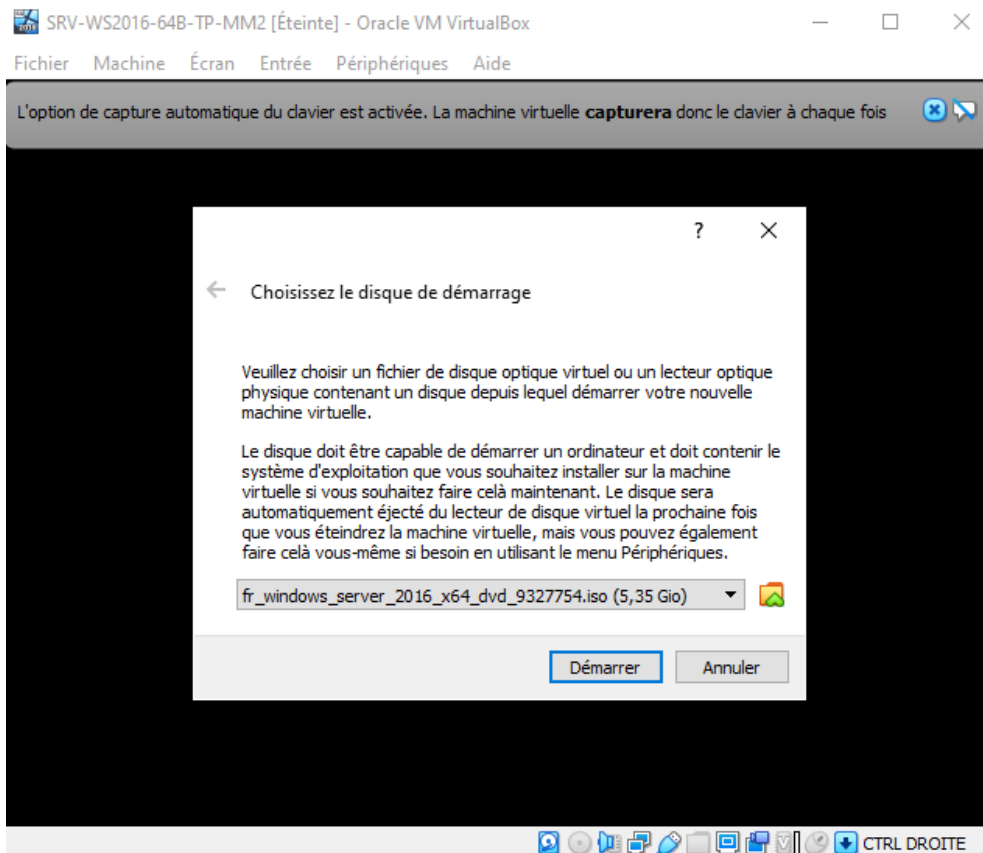 SRV-WS2016-64B-TP-MM2 [Éteinte] - Oracle VM VirtualBox
Fichier Machine Écran Entrée Périphériques Aide
L'option de capture automatique du clavier est activée. La machine virtuelle capturera donc le clavier à chaque fois
?
Choisissez le disque de démarrage
Veuillez choisir un fichier de disque optique virtuel ou un lecteur optique
physique contenant un disque depuis lequel démarrer votre nouvelle
machine virtuelle.
Le disque doit être capable de démarrer un ordinateur et doit contenir le
système d'exploitation que vous souhaitez installer sur la machine
virtuelle si vous souhaitez faire celà maintenant. Le disque sera
automatiquement éjecté du lecteur de disque virtuel la prochaine fois
que vous éteindrez la machine virtuelle, mais vous pouvez également
faire celà vous-même si besoin en utilisant le menu Périphériques.
fr_windows_server_2016_x64_dvd_9327754.iso (5,35 Gio)
Démarrer Annuler
CTRL DROITE